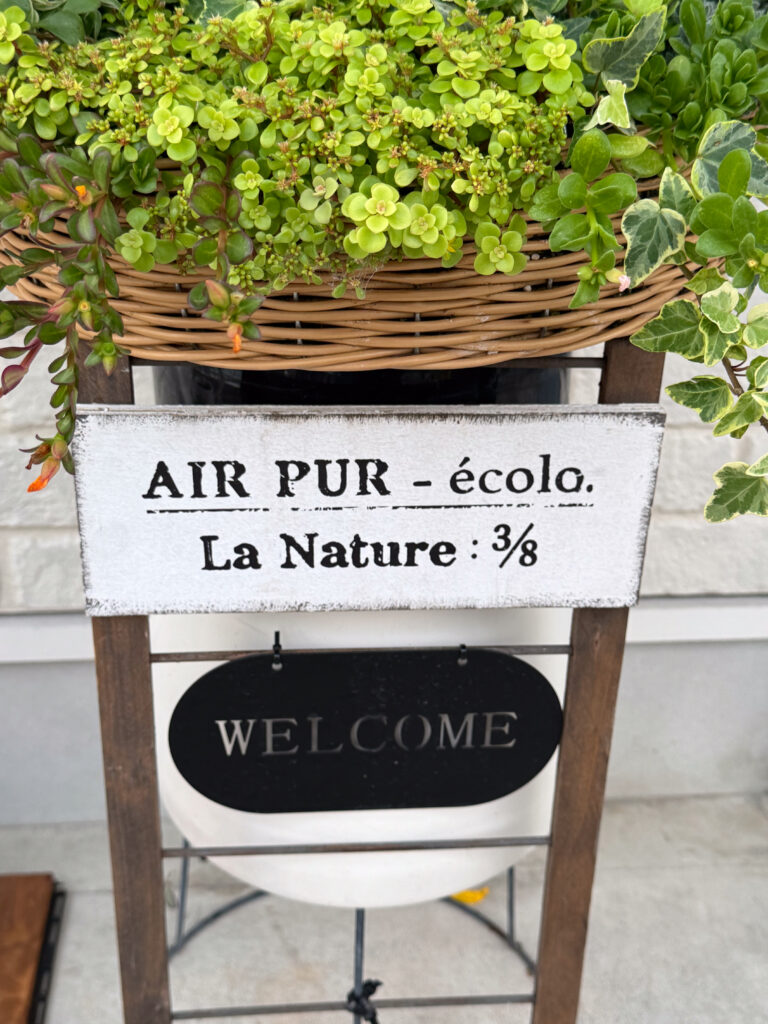 AIR PUR - écolo.
La Nature : 3/8
WELCOME